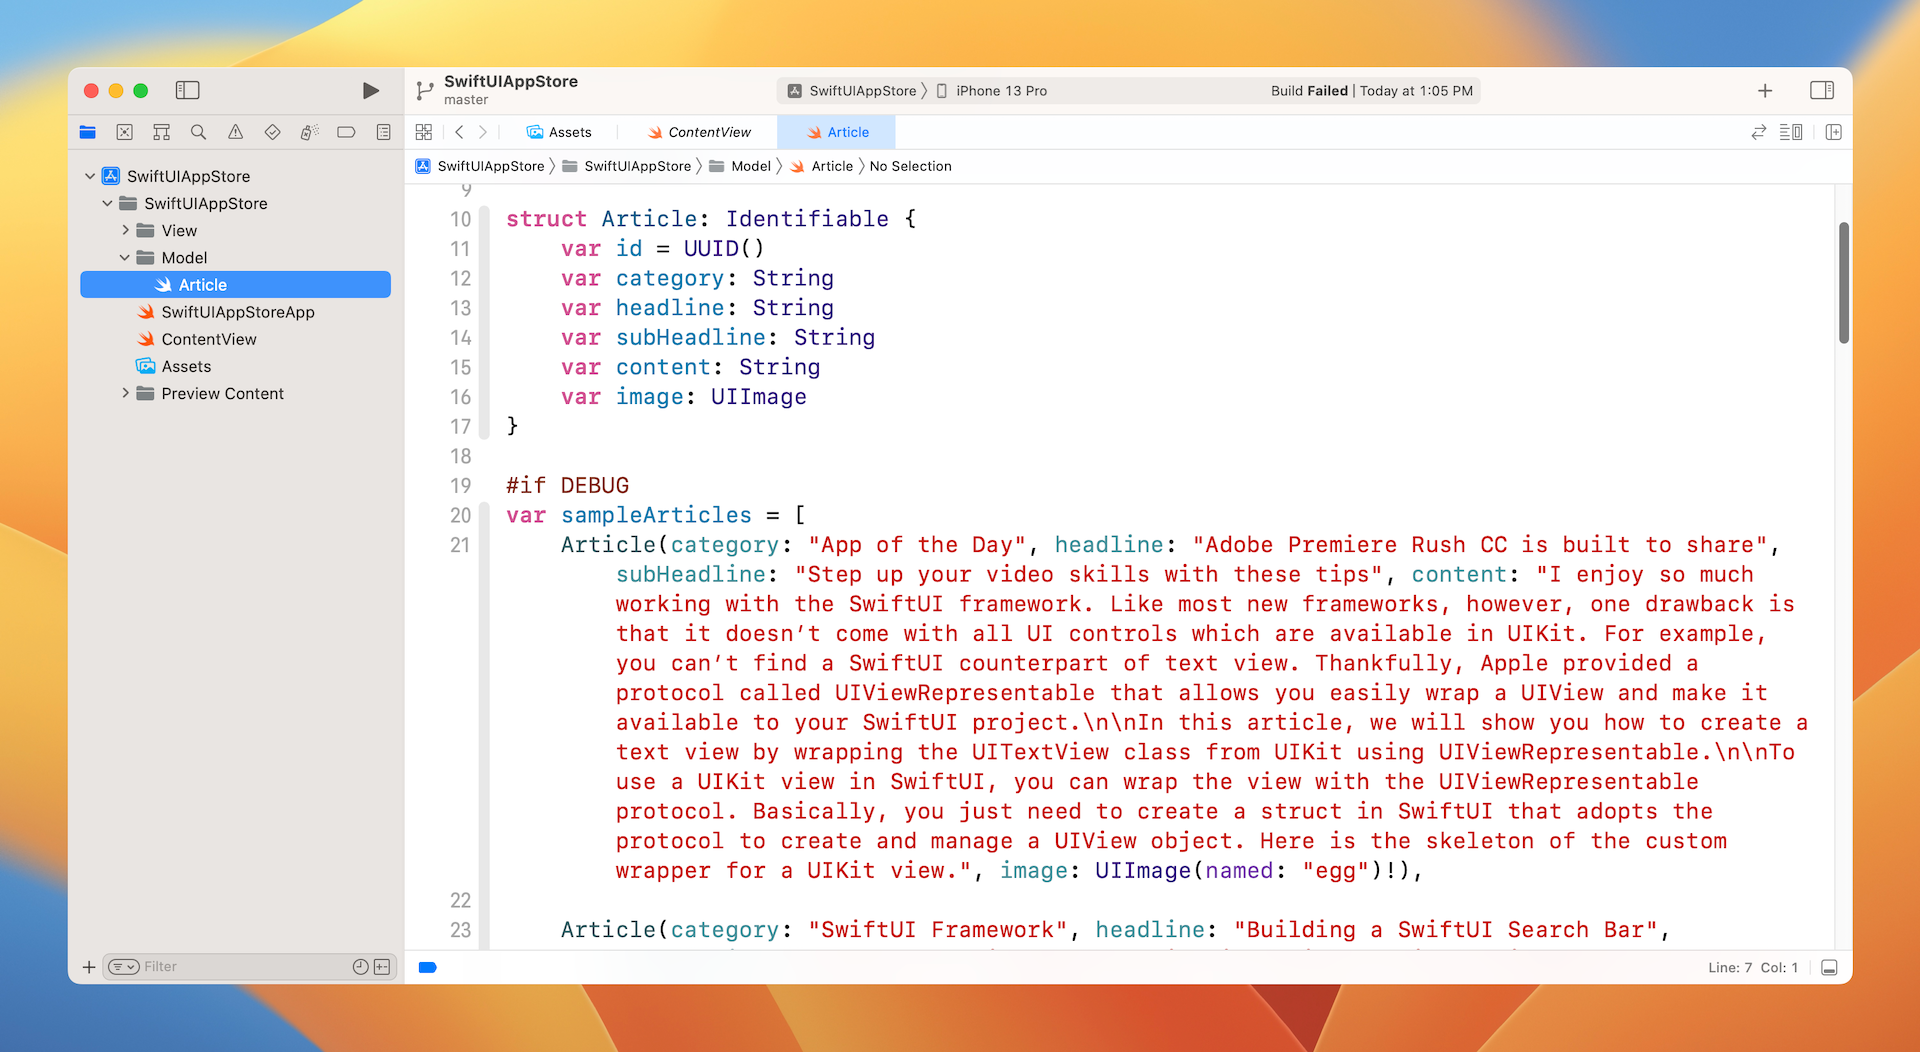 SwiftUIAppStore
master
SwiftUIAppStore
iPhone 13 Pro
Build Failed | Today at 1:05 PM
Assets
ContentView
Article
SwiftUIAppStore
SwiftUIAppStore
Model
Article
No Selection
SwiftUIAppStore
SwiftUIAppStore
View
Model
Article
SwiftUIAppStoreApp
ContentView
Assets
Preview Content
Filter
9
10 struct Article: Identifiable {
11 var id = UUID()
12 var category: String
13 var headline: String
14 var subHeadline: String
15 var content: String
16 var image: UIImage
17 }
18
19 #if DEBUG
20 var sampleArticles = [
21 Article(category: "App of the Day", headline: "Adobe Premiere Rush CC is built to share",
subHeadline: "Step up your video skills with these tips", content: "I enjoy so much
working with the SwiftUI framework. Like most new frameworks, however, one drawback is
that it doesn’t come with all UI controls which are available in UIKit. For example,
you can’t find a SwiftUI counterpart of text view. Thankfully, Apple provided a
protocol called UIViewRepresentable that allows you easily wrap a UIView and make it
available to your SwiftUI project.\n\nIn this article, we will show you how to create a
text view by wrapping the UITextView class from UIKit using UIViewRepresentable.\n\nTo
use a UIKit view in SwiftUI, you can wrap the view with the UIViewRepresentable
protocol. Basically, you just need to create a struct in SwiftUI that adopts the
protocol to create and manage a UIView object. Here is the skeleton of the custom
wrapper for a UIKit view.", image: UIImage(named: "egg")!),
22
23 Article(category: "SwiftUI Framework", headline: "Building a SwiftUI Search Bar",
Line: 7 Col: 1